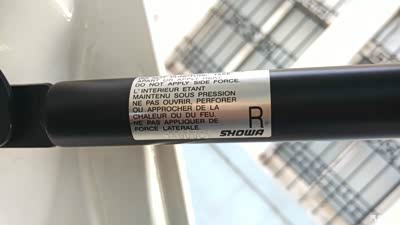 DO NOT APPLY SIDE FORCE.
L'INTERIEUR ETANT
MAINTENU SOUS PRESSION
NE PAS OUVRIR, PERFORER
OU APPROCHER DE LA
CHALEUR OU DU FEU.
NE PAS APPLIQUER DE
FORCE LATERALE.
R
SHOWA